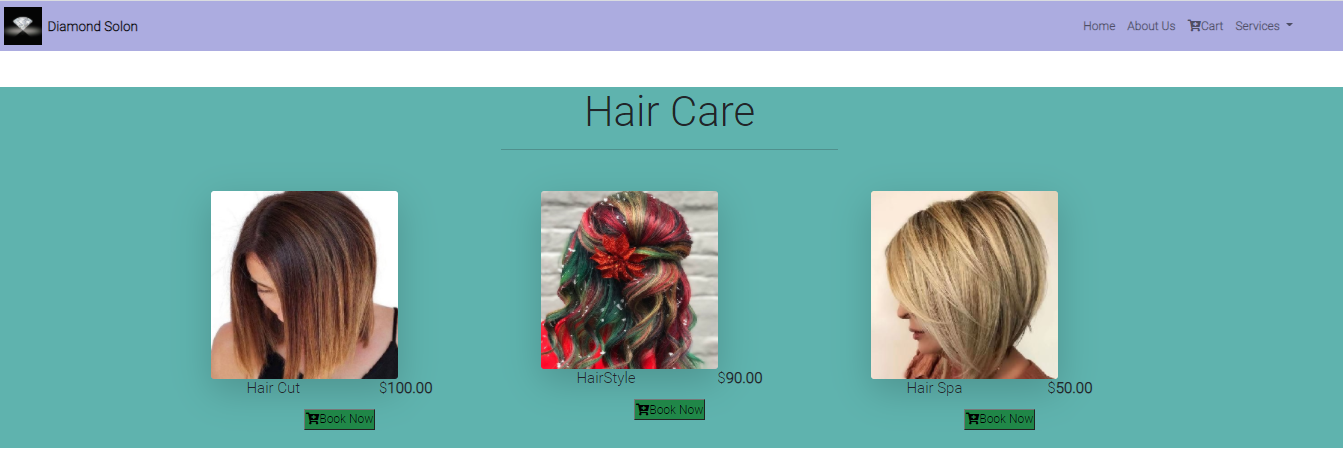 Diamond Solon Home About Us Cart Services
Hair Care
Hair Cut $100.00 HairStyle $90.00 Hair Spa $50.00
Book Now Book Now Book Now